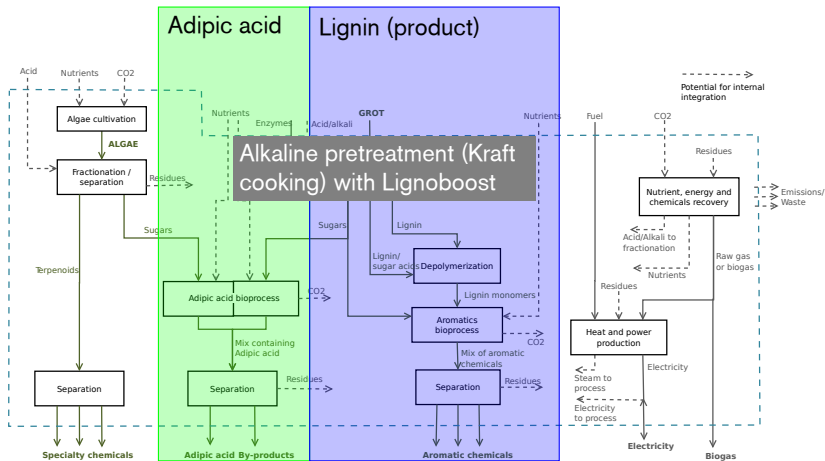 Adipic acid
Lignin (product)
Acid
Nutrients
CO2
Potential for internal
integration
Nutrients
Enzymes
Acid/alkali
GROT
Nutrients
Fuel
CO2
Algae cultivation
ALGAE
Alkaline pretreatment (Kraft
cooking) with Lignoboost
Residues
Fractionation /
separation
Residues
Nutrient, energy and
chemicals recovery
Emissions/
Waste
Sugars
Sugars
Lignin
Acid/Alkali to
fractionation
Terpenoids
Lignin/
sugar acids
Depolymerization
Raw gas
or biogas
Nutrients
Adipic acid bioprocess
CO2
Lignin monomers
Residues
Aromatics
bioprocess
CO2
Heat and power
production
Mix containing
Adipic acid
Mix of aromatic
chemicals
Electricity
Separation
Separation
Residues
Separation
Residues
Steam to
process
Electricity
to process
Specialty chemicals
Adipic acid
By-products
Aromatic chemicals
Electricity
Biogas